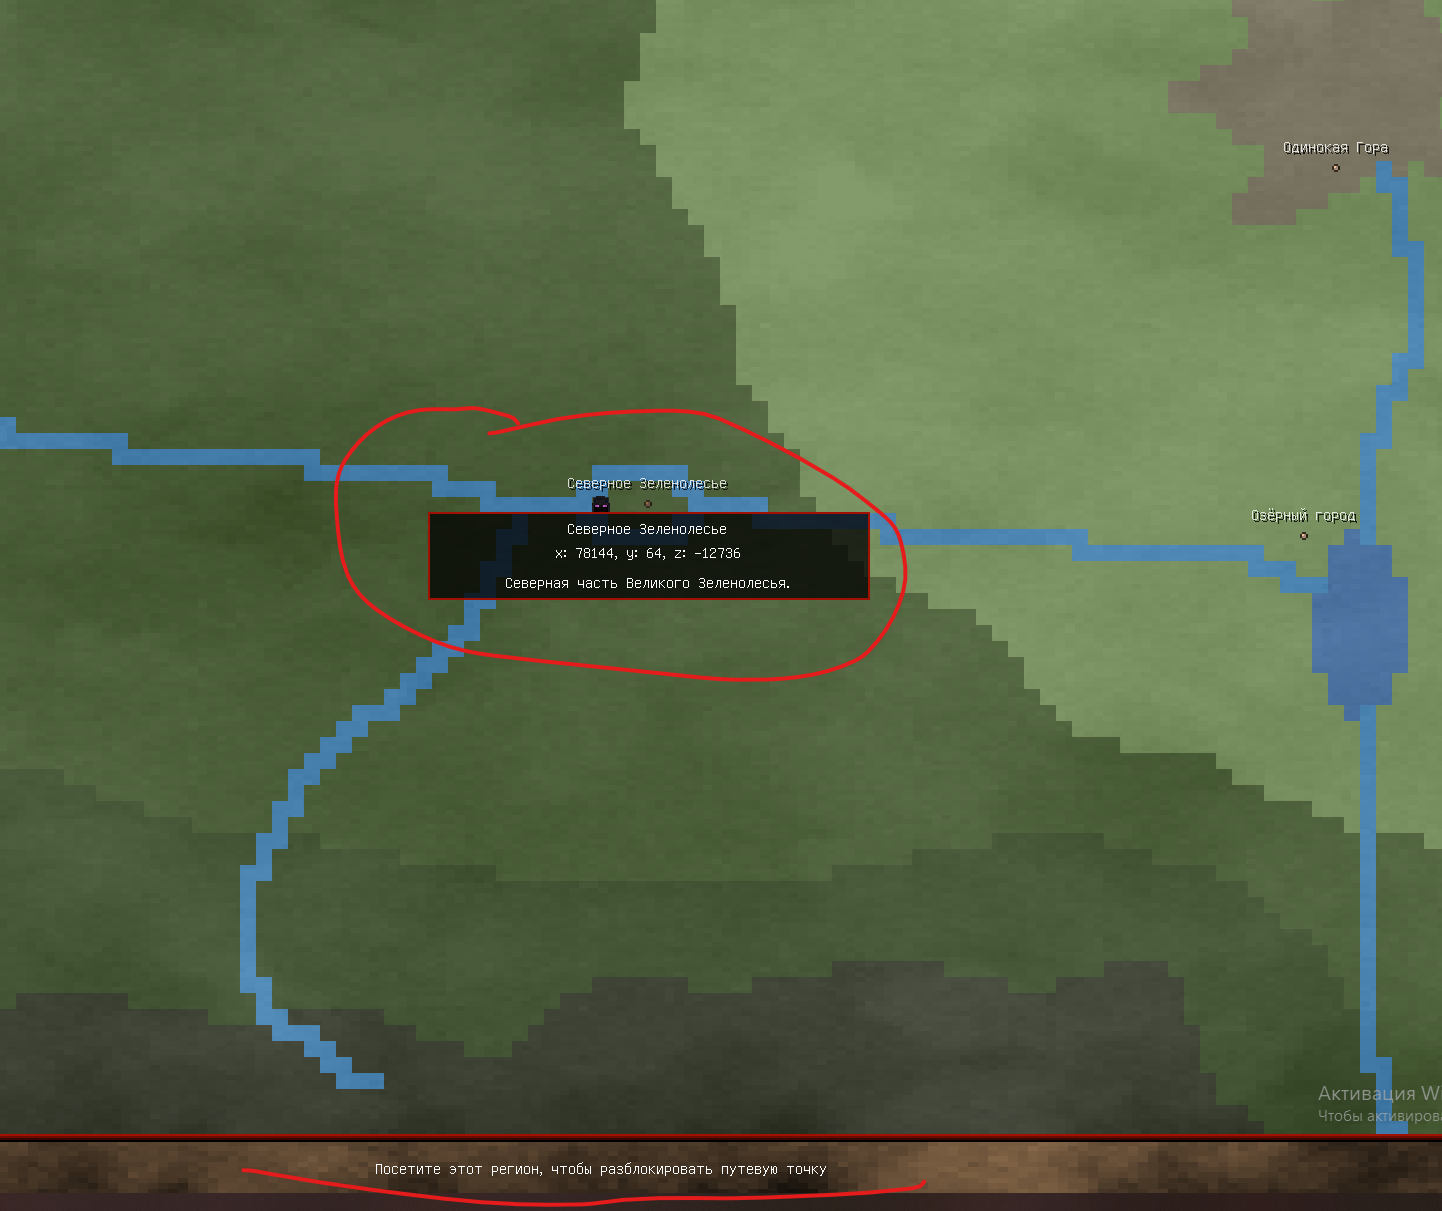 Одинокая Гора
Северное Зеленолесье
Озёрный город
Северное Зеленолесье
x: 78144, y: 64, z: -12736
Северная часть Великого Зеленолесья.
Активация W
Чтобы активирова
Посетите этот регион, чтобы разблокировать путевую точку